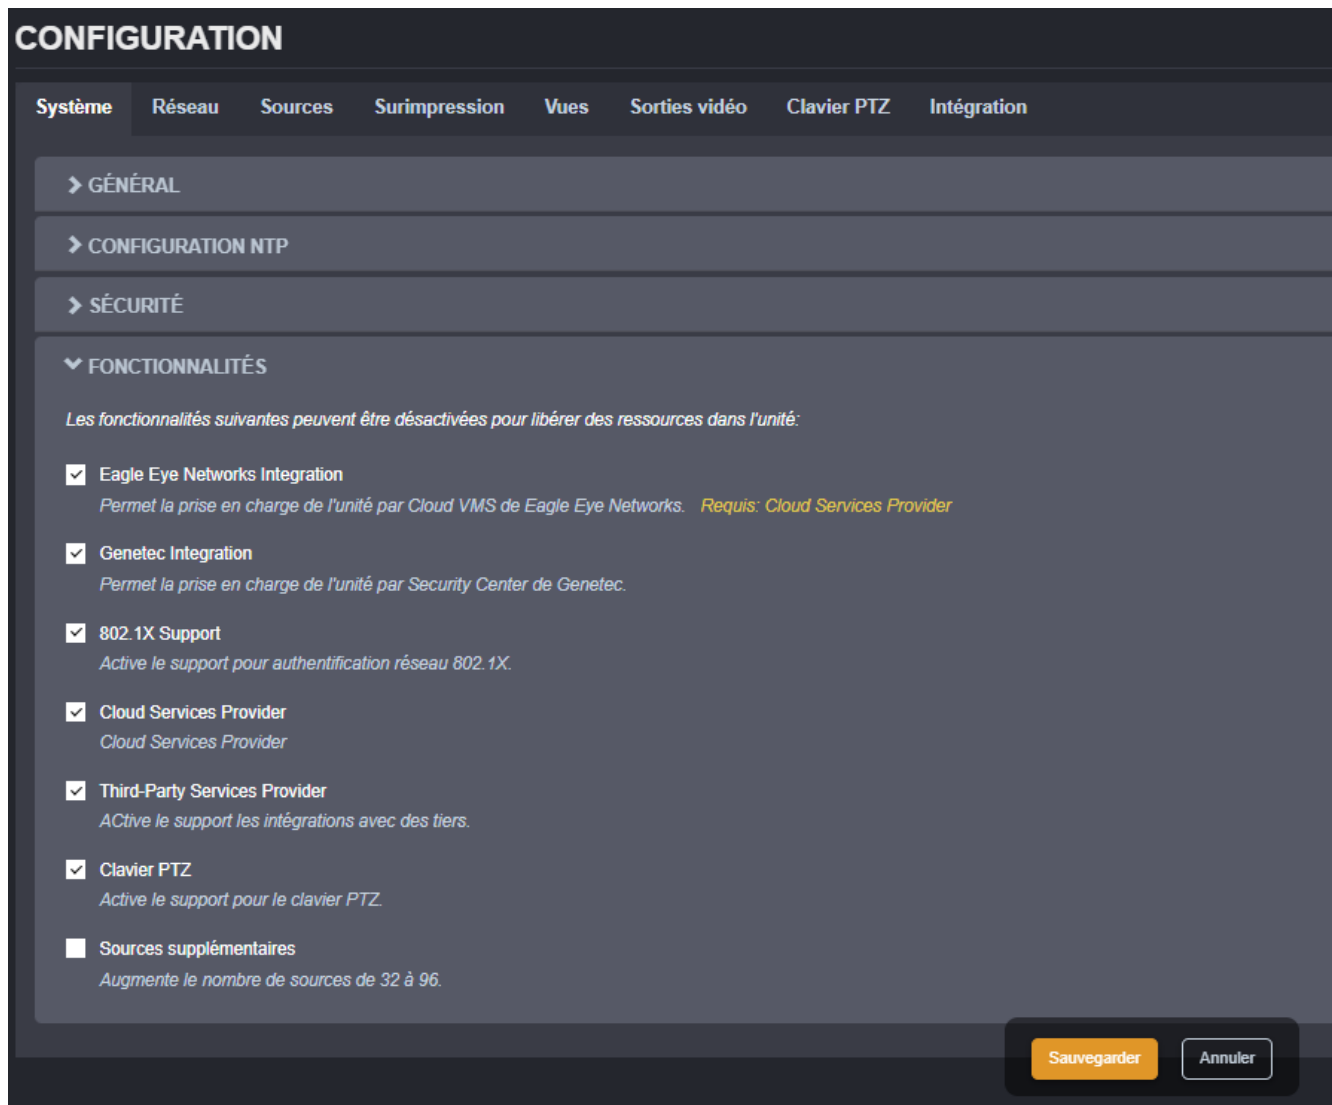 CONFIGURATION
Système Réseau Sources Surimpression Vues Sorties vidéo Clavier PTZ Intégration
GÉNÉRAL
CONFIGURATION NTP
SÉCURITÉ
FONCTIONNALITÉS
Les fonctionnalités suivantes peuvent être désactivées pour libérer des ressources dans l'unité:
Eagle Eye Networks Integration
Permet la prise en charge de l'unité par Cloud VMS de Eagle Eye Networks. Requis: Cloud Services Provider
Genetec Integration
Permet la prise en charge de l'unité par Security Center de Genetec.
802.1X Support
Active le support pour authentification réseau 802.1X.
Cloud Services Provider
Cloud Services Provider
Third-Party Services Provider
ACtive le support les intégrations avec des tiers.
Clavier PTZ
Active le support pour le clavier PTZ.
Sources supplémentaires
Augmente le nombre de sources de 32 à 96.
Sauvegarder Annuler